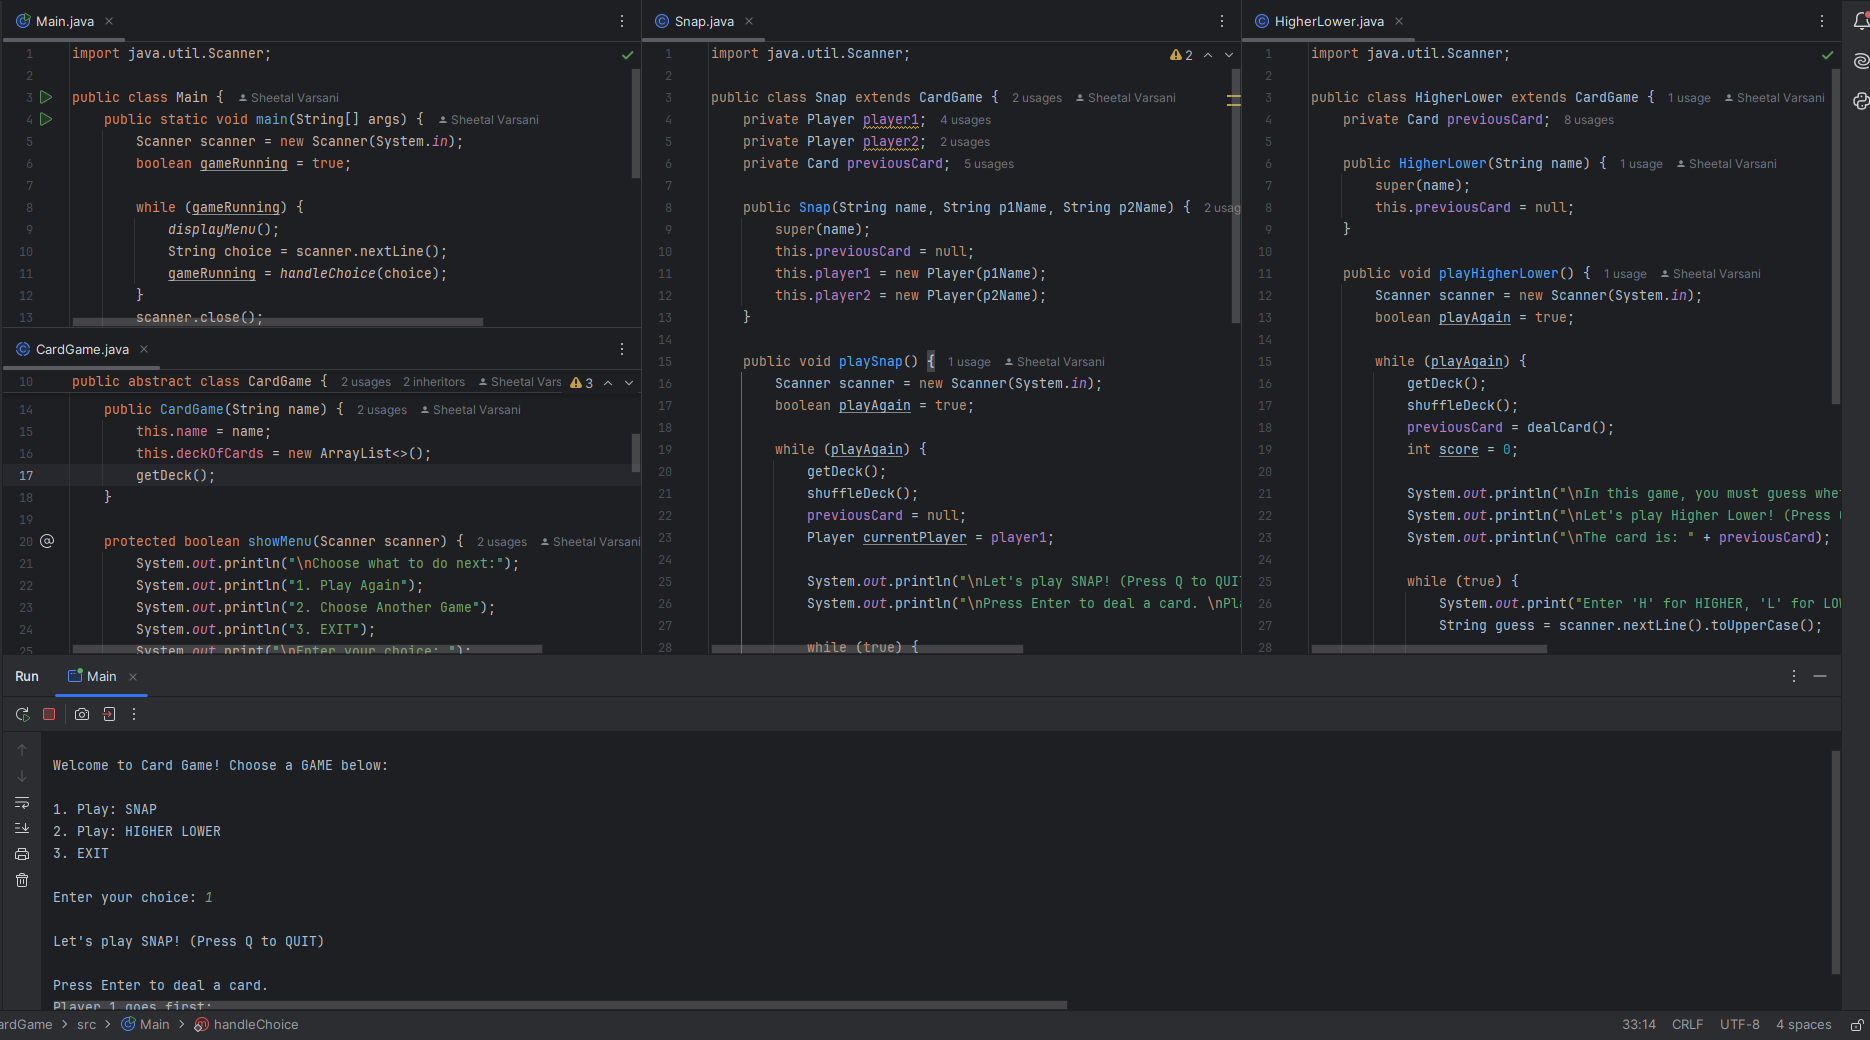 Main.java
1 import java.util.Scanner;
2
3 public class Main { Sheetal Varsani
4 public static void main(String[] args) { Sheetal Varsani
5 Scanner scanner = new Scanner(System.in);
6 boolean gameRunning = true;
7
8 while (gameRunning) {
9 displayMenu();
10 String choice = scanner.nextLine();
11 gameRunning = handleChoice(choice);
12 }
13 scanner.close();
CardGame.java
10 public abstract class CardGame { 2 usages 2 inheritors Sheetal Vars 3
14 public CardGame(String name) { 2 usages Sheetal Varsani
15 this.name = name;
16 this.deckOfCards = new ArrayList<>();
17 getDeck();
18 }
19
20 protected boolean showMenu(Scanner scanner) { 2 usages Sheetal Varsani
21 System.out.println("\nChoose what to do next:");
22 System.out.println("1. Play Again");
23 System.out.println("2. Choose Another Game");
24 System.out.println("3. EXIT");
25 System.out.print("\nEnter your choice: ");
Snap.java
1 import java.util.Scanner; 2
2
3 public class Snap extends CardGame { 2 usages Sheetal Varsani
4 private Player player1; 4 usages
5 private Player player2; 2 usages
6 private Card previousCard; 5 usages
7
8 public Snap(String name, String p1Name, String p2Name) { 2 usag
9 super(name);
10 this.previousCard = null;
11 this.player1 = new Player(p1Name);
12 this.player2 = new Player(p2Name);
13 }
14
15 public void playSnap() { 1 usage Sheetal Varsani
16 Scanner scanner = new Scanner(System.in);
17 boolean playAgain = true;
18
19 while (playAgain) {
20 getDeck();
21 shuffleDeck();
22 previousCard = null;
23 Player currentPlayer = player1;
24
25 System.out.println("\nLet's play SNAP! (Press Q to QUI
26 System.out.println("\nPress Enter to deal a card. \nPla
27
28 while (true) {
HigherLower.java
1 import java.util.Scanner;
2
3 public class HigherLower extends CardGame { 1 usage Sheetal Varsani
4 private Card previousCard; 8 usages
5
6 public HigherLower(String name) { 1 usage Sheetal Varsani
7 super(name);
8 this.previousCard = null;
9 }
10
11 public void playHigherLower() { 1 usage Sheetal Varsani
12 Scanner scanner = new Scanner(System.in);
13 boolean playAgain = true;
14
15 while (playAgain) {
16 getDeck();
17 shuffleDeck();
18 previousCard = dealCard();
19 int score = 0;
20
21 System.out.println("\nIn this game, you must guess whe
22 System.out.println("\nLet's play Higher Lower! (Press
23 System.out.println("\nThe card is: " + previousCard);
24
25 while (true) {
26 System.out.print("Enter 'H' for HIGHER, 'L' for LOW
27 String guess = scanner.nextLine().toUpperCase();
28
Run Main
Welcome to Card Game! Choose a GAME below:
1. Play: SNAP
2. Play: HIGHER LOWER
3. EXIT
Enter your choice: 1
Let's play SNAP! (Press Q to QUIT)
Press Enter to deal a card.
Player 1 goes first:
ardGame > src > Main > handleChoice 33:14 CRLF UTF-8 4 spaces